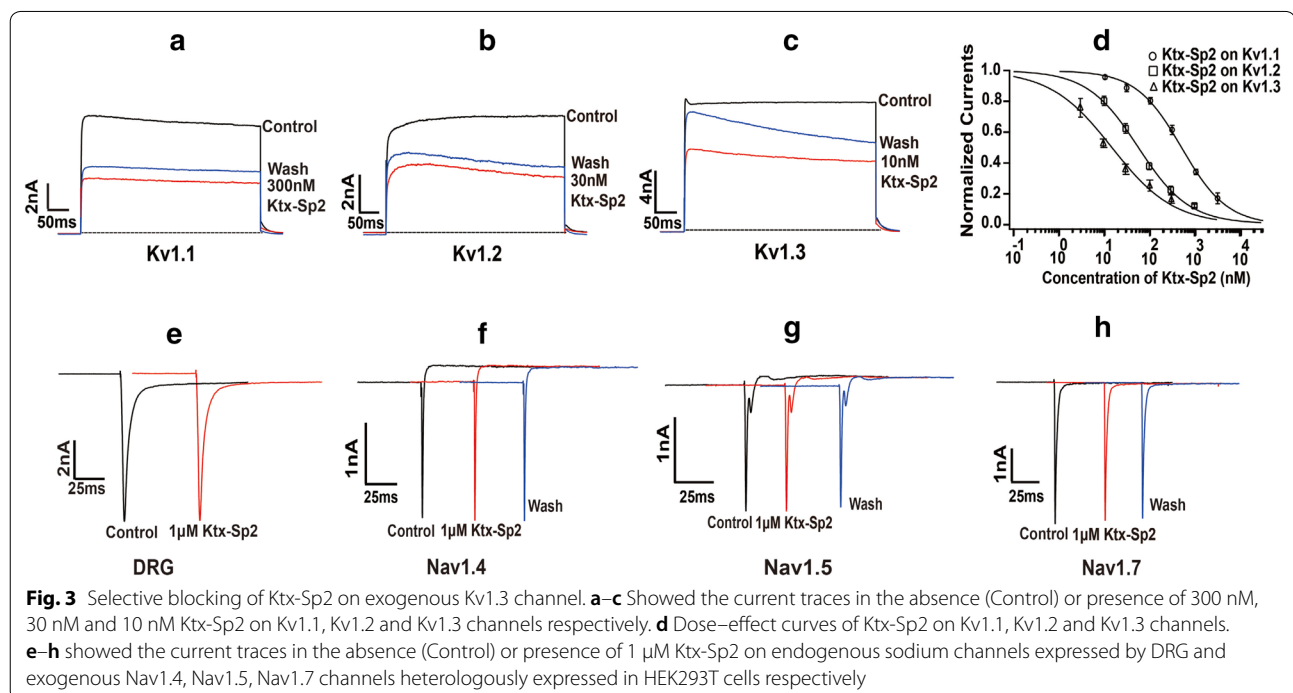 a
b
c
d
Control
Wash
300nM
Ktx-Sp2
2nA
50ms
Kv1.1
Control
Wash
30nM
Ktx-Sp2
2nA
50ms
Kv1.2
Control
Wash
10nM
Ktx-Sp2
4nA
50ms
Kv1.3
Ktx-Sp2 on Kv1.1
Ktx-Sp2 on Kv1.2
Ktx-Sp2 on Kv1.3
Normalized Currents
1.0
0.8
0.6
0.4
0.2
0.0
10-1 100 101 102 103 104
Concentration of Ktx-Sp2 (nM)
e
f
g
h
2nA
25ms
Control 1µM Ktx-Sp2
DRG
1nA
25ms
Wash
Control 1µM Ktx-Sp2
Nav1.4
1nA
25ms
Wash
Control 1µM Ktx-Sp2
Nav1.5
1nA
25ms
Wash
Control 1µM Ktx-Sp2
Nav1.7
Fig. 3 Selective blocking of Ktx-Sp2 on exogenous Kv1.3 channel. a–c Showed the current traces in the absence (Control) or presence of 300 nM,
30 nM and 10 nM Ktx-Sp2 on Kv1.1, Kv1.2 and Kv1.3 channels respectively. d Dose–effect curves of Ktx-Sp2 on Kv1.1, Kv1.2 and Kv1.3 channels.
e–h showed the current traces in the absence (Control) or presence of 1 μM Ktx-Sp2 on endogenous sodium channels expressed by DRG and
exogenous Nav1.4, Nav1.5, Nav1.7 channels heterologously expressed in HEK293T cells respectively